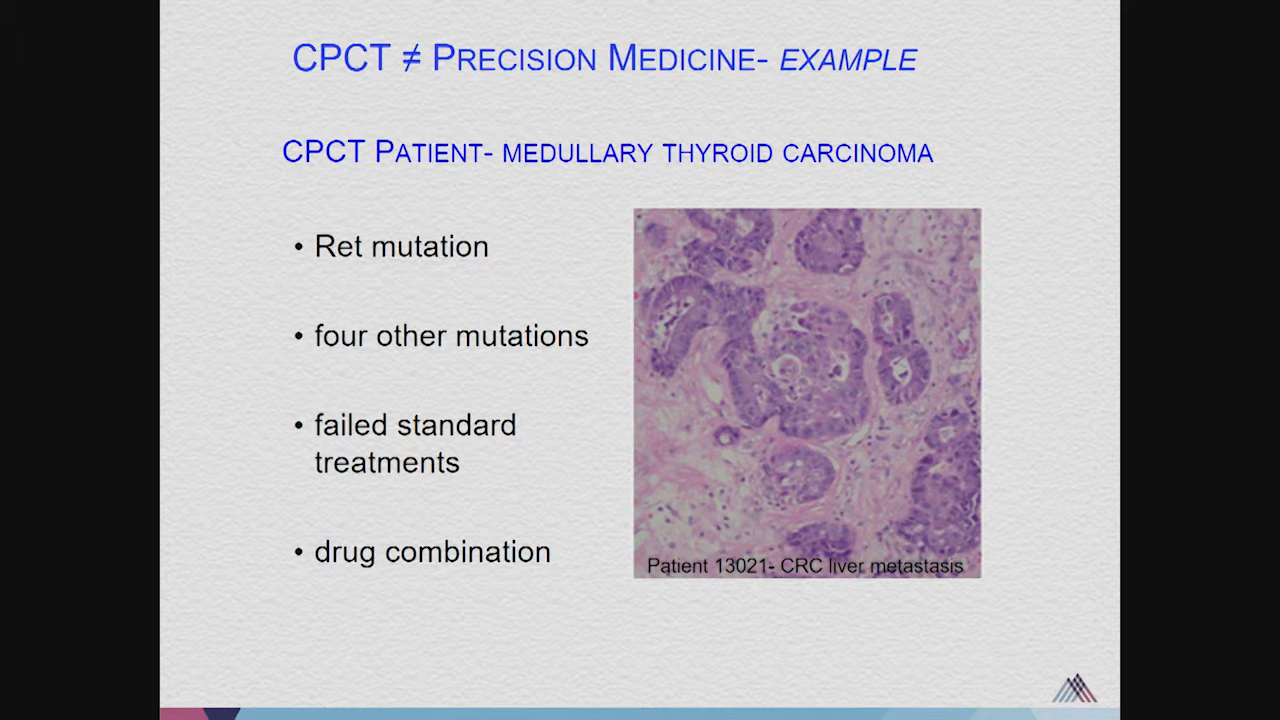 CPCT ≠ PRECISION MEDICINE- EXAMPLE
CPCT PATIENT- MEDULLARY THYROID CARCINOMA
• Ret mutation
• four other mutations
• failed standard
treatments
• drug combination
Patient 13021- CRC liver metastasis